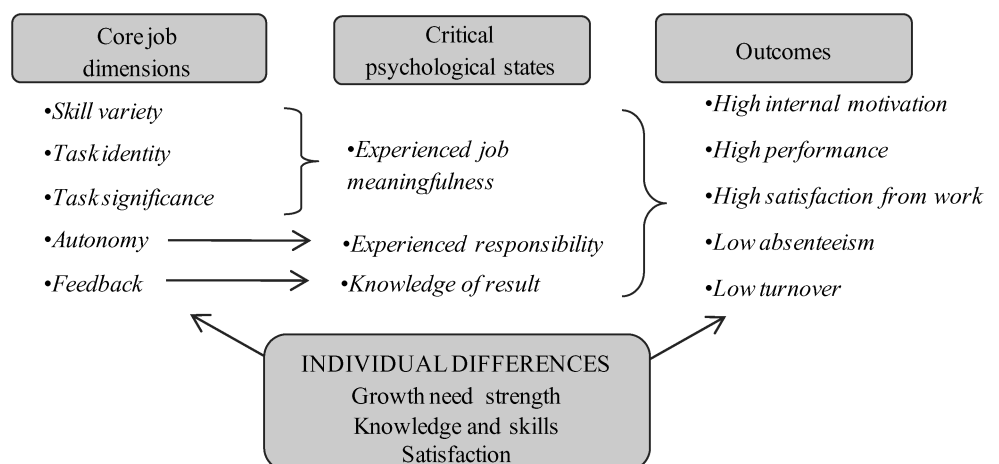 Core job
dimensions
•Skill variety
•Task identity
•Task significance
•Autonomy
•Feedback
Critical
psychological states
•Experienced job
meaningfulness
•Experienced responsibility
•Knowledge of result
Outcomes
•High internal motivation
•High performance
•High satisfaction from work
•Low absenteeism
•Low turnover
INDIVIDUAL DIFFERENCES
Growth need strength
Knowledge and skills
Satisfaction